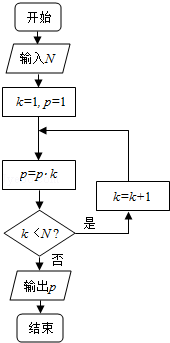 开始
输入N
k=1, p=1
p=p·k
k=k+1
k<N?
是
否
输出p
结束